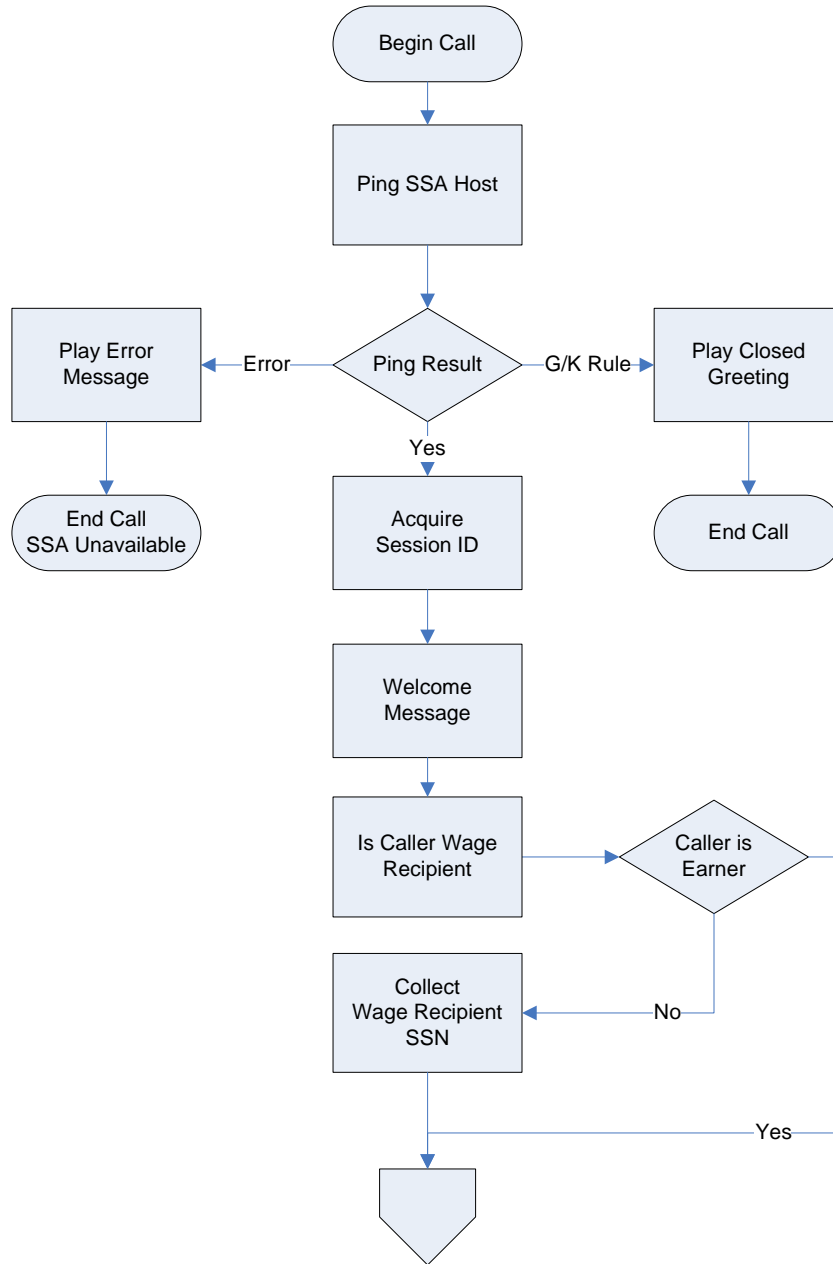 Begin Call
Ping SSA Host
Play Error
Message
Error
Ping Result
G/K Rule
Play Closed
Greeting
Yes
End Call
SSA Unavailable
Acquire
Session ID
End Call
Welcome
Message
Is Caller Wage
Recipient
Caller is
Earner
Collect
Wage Recipient
SSN
No
Yes